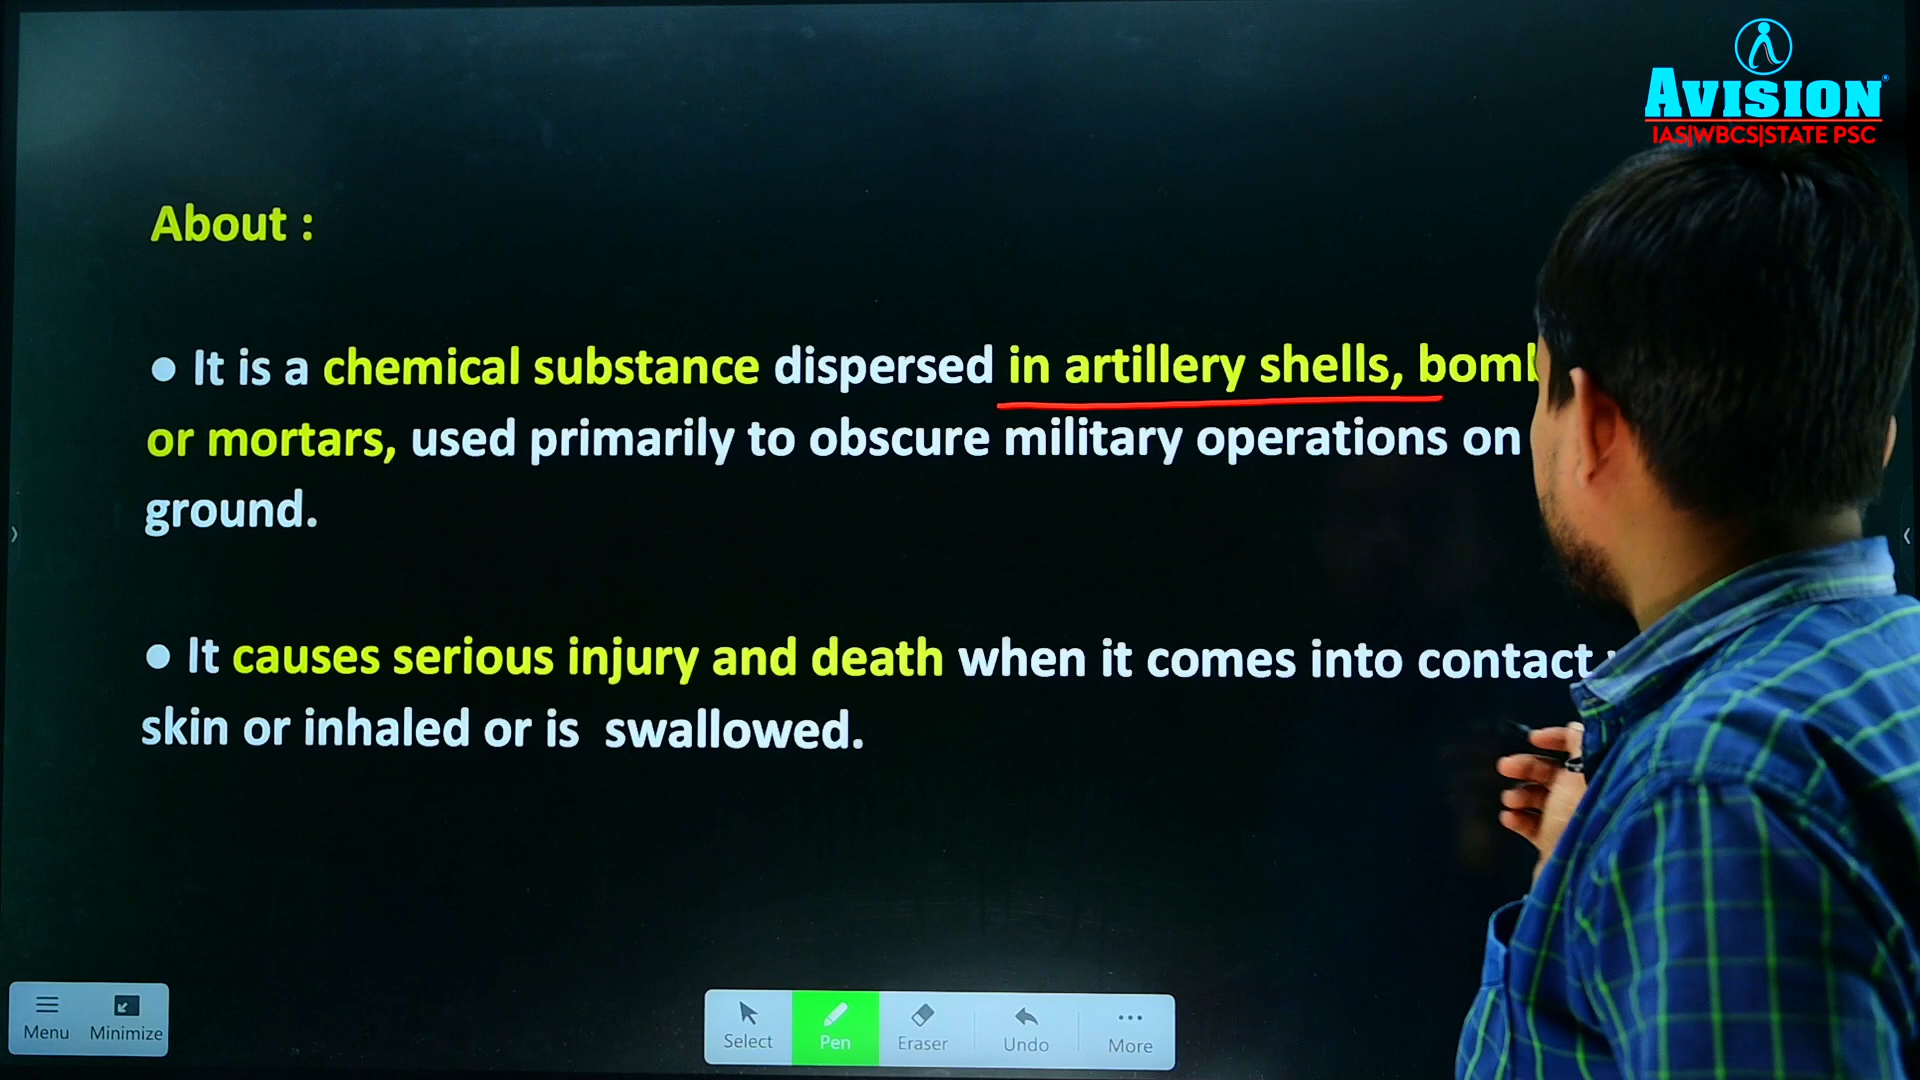 AVISION
IAS|WBCS|STATE PSC
About :
● It is a chemical substance dispersed in artillery shells,
or mortars, used primarily to obscure military operations on
ground.
● It causes serious injury and death when it comes into contact
skin or inhaled or is swallowed.
Menu Minimize Select Pen Eraser Undo More